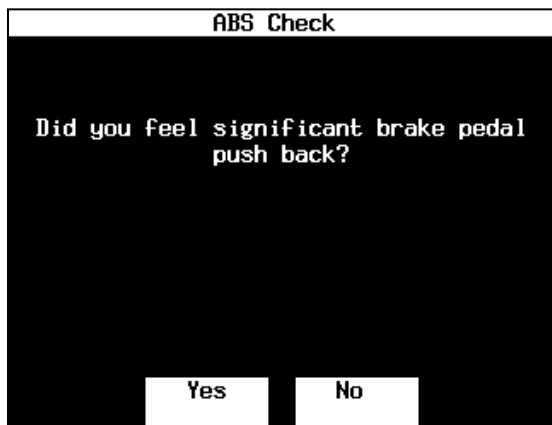 ABS Check
Did you feel significant brake pedal
push back?
Yes No